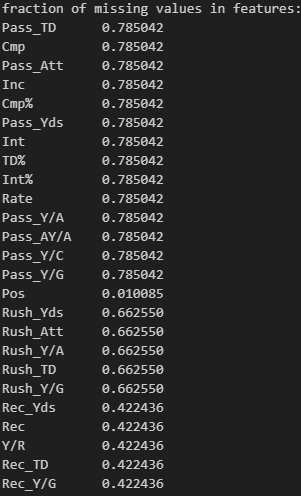 fraction of missing values in features:
Pass_TD 0.785042
Cmp 0.785042
Pass_Att 0.785042
Inc 0.785042
Cmp% 0.785042
Pass_Yds 0.785042
Int 0.785042
TD% 0.785042
Int% 0.785042
Rate 0.785042
Pass_Y/A 0.785042
Pass_AY/A 0.785042
Pass_Y/C 0.785042
Pass_Y/G 0.785042
Pos 0.010085
Rush_Yds 0.662550
Rush_Att 0.662550
Rush_Y/A 0.662550
Rush_TD 0.662550
Rush_Y/G 0.662550
Rec_Yds 0.422436
Rec 0.422436
Y/R 0.422436
Rec_TD 0.422436
Rec_Y/G 0.422436